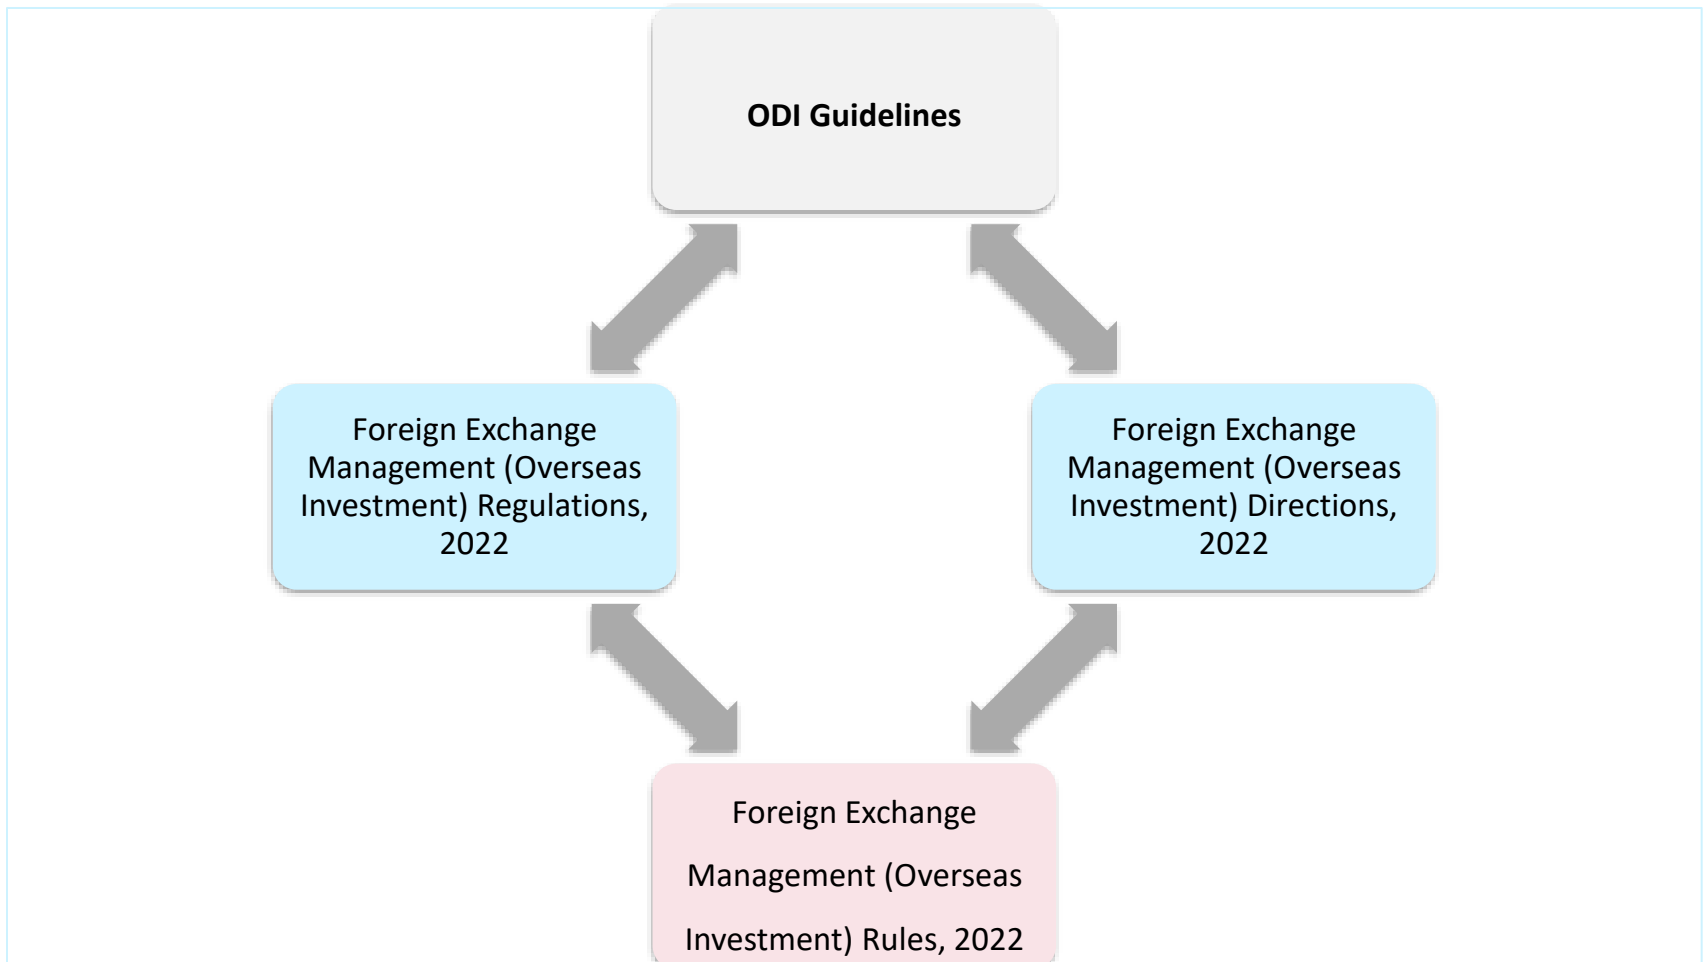 ODI Guidelines
Foreign Exchange
Management (Overseas
Investment) Regulations,
2022
Foreign Exchange
Management (Overseas
Investment) Directions,
2022
Foreign Exchange
Management (Overseas
Investment) Rules, 2022